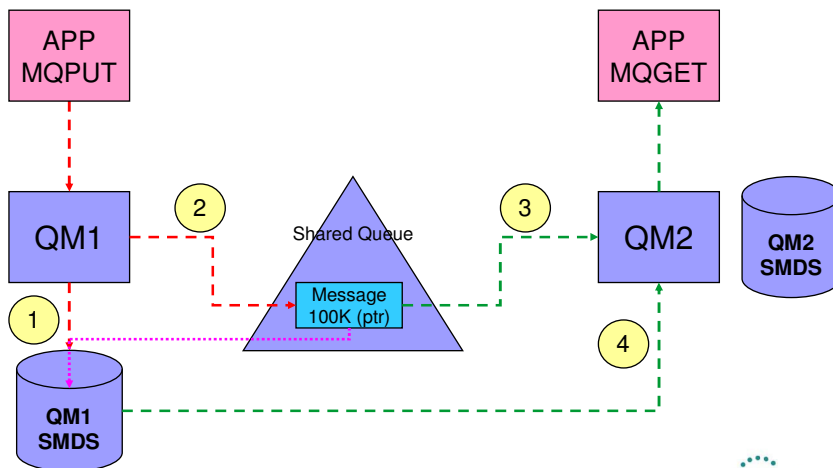 APP
MQPUT
APP
MQGET
2
3
QM1
Shared Queue
QM2
QM2
SMDS
Message
100K (ptr)
1
4
QM1
SMDS